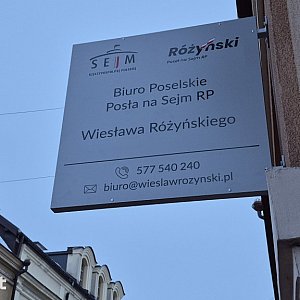 SEJM
RZECZYPOSPOLITEJ POLSKIEJ
Różyński
Poseł na Sejm RP
Biuro Poselskie
Posła na Sejm RP
Wiesława Różyńskiego
577 540 240
biuro@wieslawrozynski.pl